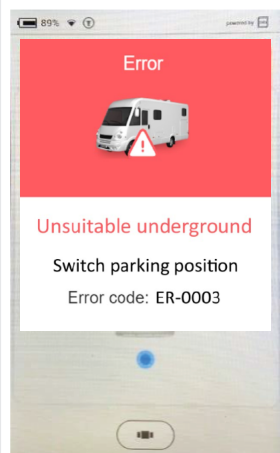 89%
powered by
Error
Unsuitable underground
Switch parking position
Error code: ER-0003